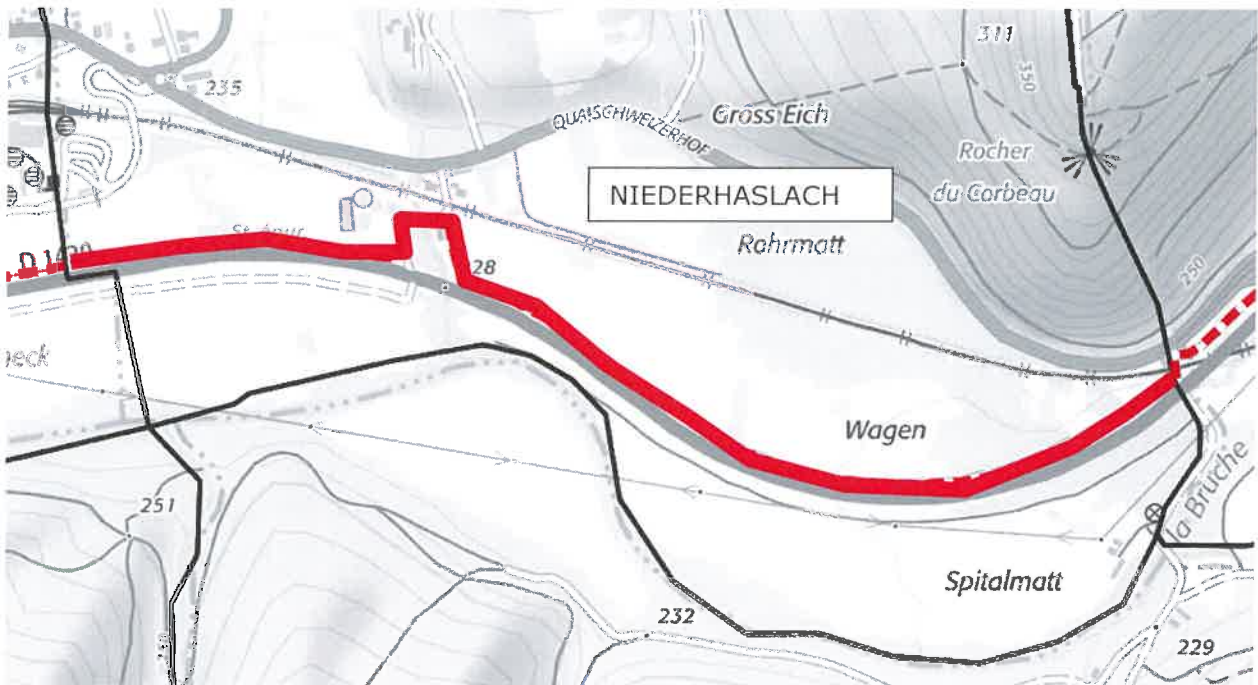 311
350
235
QUAISCHWEIZERHOF
Gross Eich
Rocher
du Corbeau
NIEDERHASLACH
Rohrmatt
250
28
Wagen
la Bruche
251
Spitalmatt
232
229